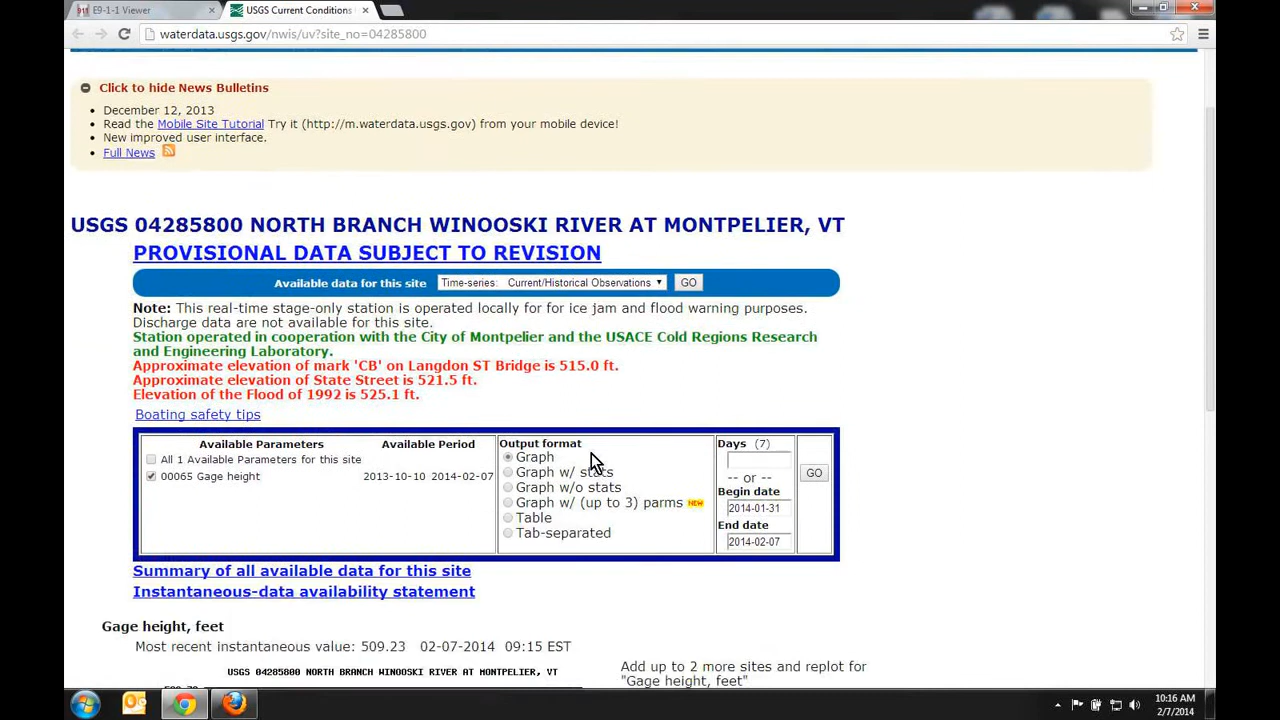 E9-1-1 Viewer
USGS Current Conditions
waterdata.usgs.gov/nwis/uv?site_no=04285800
Click to hide News Bulletins
December 12, 2013
Read the Mobile Site Tutorial Try it (http://m.waterdata.usgs.gov) from your mobile device!
New improved user interface.
Full News
USGS 04285800 NORTH BRANCH WINOOSKI RIVER AT MONTPELIER, VT
PROVISIONAL DATA SUBJECT TO REVISION
Available data for this site Time-series: Current/Historical Observations GO
Note: This real-time stage-only station is operated locally for for ice jam and flood warning purposes.
Discharge data are not available for this site.
Station operated in cooperation with the City of Montpelier and the USACE Cold Regions Research
and Engineering Laboratory.
Approximate elevation of mark 'CB' on Langdon ST Bridge is 515.0 ft.
Approximate elevation of State Street is 521.5 ft.
Elevation of the Flood of 1992 is 525.1 ft.
Boating safety tips
Available Parameters Available Period Output format Days (7)
All 1 Available Parameters for this site Graph
00065 Gage height 2013-10-10 2014-02-07 Graph w/ stats -- or -- GO
Graph w/o stats Begin date
Graph w/ (up to 3) parms NEW 2014-01-31
Table End date
Tab-separated 2014-02-07
Summary of all available data for this site
Instantaneous-data availability statement
Gage height, feet
Most recent instantaneous value: 509.23 02-07-2014 09:15 EST
USGS 04285800 NORTH BRANCH WINOOSKI RIVER AT MONTPELIER, VT
Add up to 2 more sites and replot for
"Gage height, feet"
10:16 AM
2/7/2014